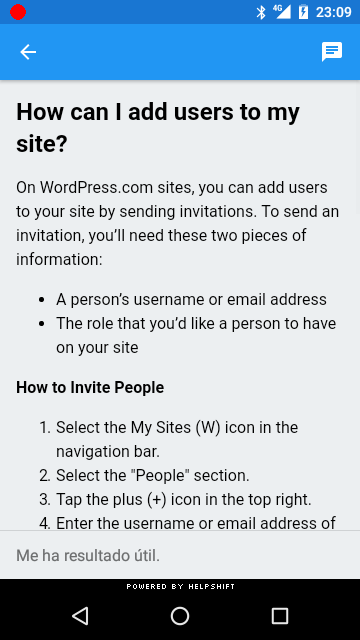 4G 23:09
How can I add users to my
site?
On WordPress.com sites, you can add users
to your site by sending invitations. To send an
invitation, you’ll need these two pieces of
information:
• A person’s username or email address
• The role that you’d like a person to have
on your site
How to Invite People
1. Select the My Sites (W) icon in the
navigation bar.
2. Select the "People" section.
3. Tap the plus (+) icon in the top right.
4. Enter the username or email address of
Me ha resultado útil.
POWERED BY HELPSHIFT